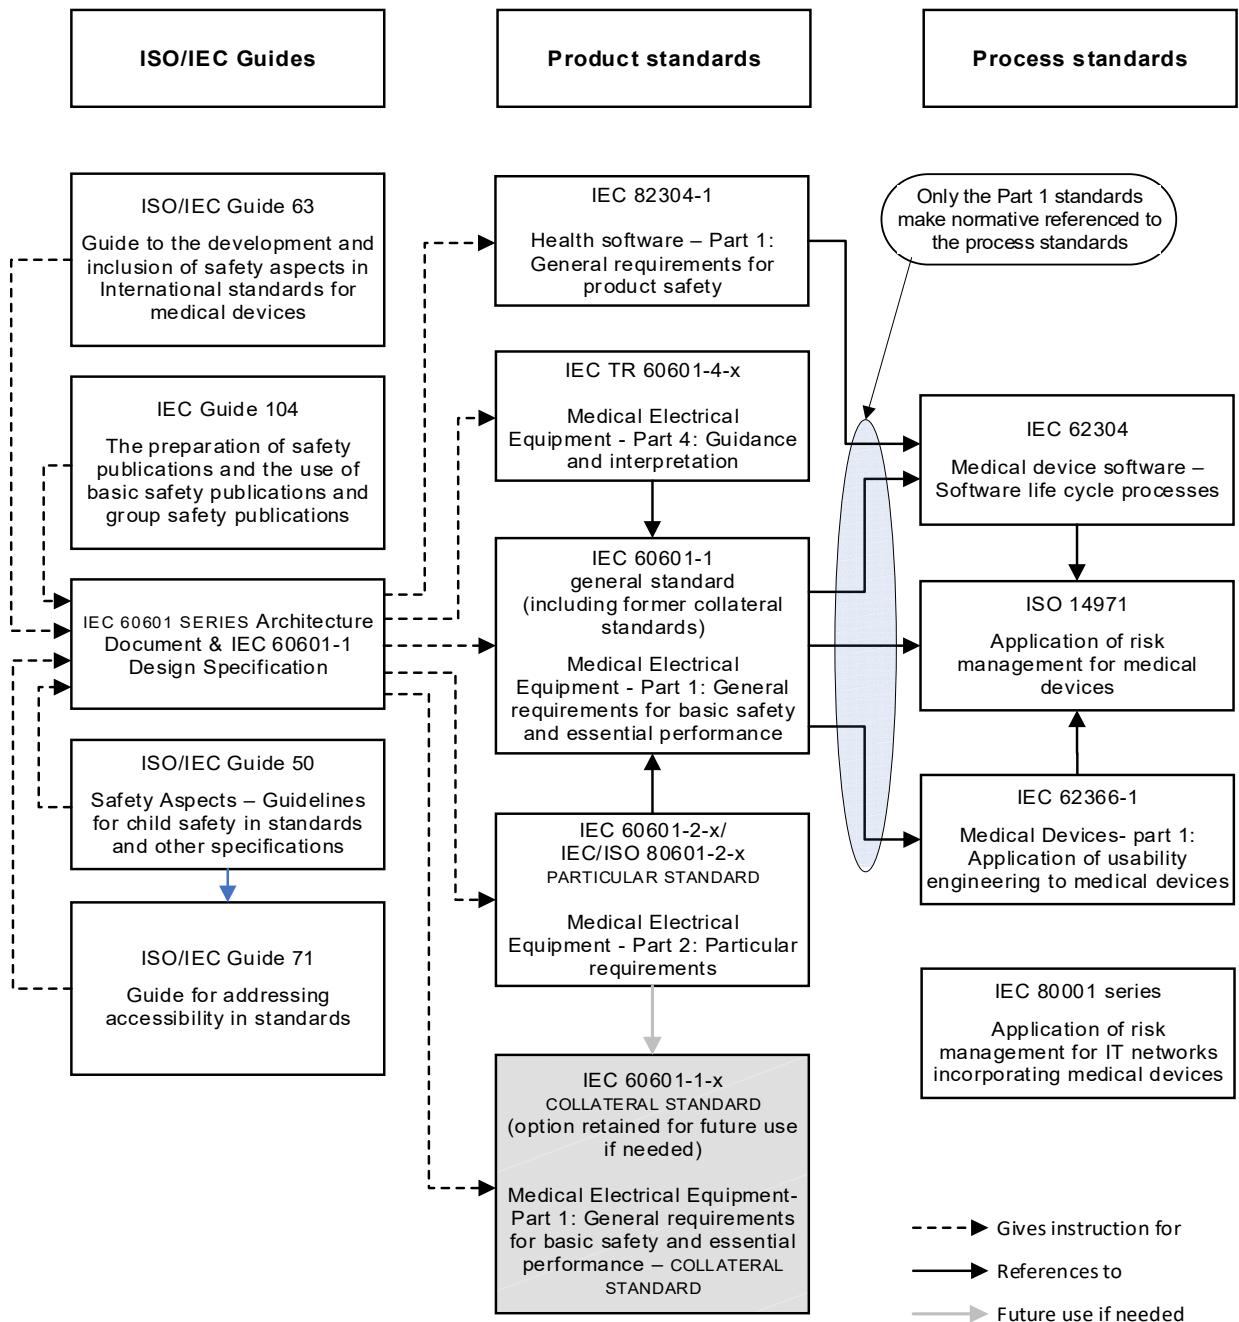 ISO/IEC Guides
Product standards
Process standards
ISO/IEC Guide 63
Guide to the development and
inclusion of safety aspects in
International standards for
medical devices
IEC Guide 104
The preparation of safety
publications and the use of
basic safety publications and
group safety publications
IEC 60601 SERIES Architecture
Document & IEC 60601-1
Design Specification
ISO/IEC Guide 50
Safety Aspects – Guidelines
for child safety in standards
and other specifications
ISO/IEC Guide 71
Guide for addressing
accessibility in standards
IEC 82304-1
Health software – Part 1:
General requirements for
product safety
IEC TR 60601-4-x
Medical Electrical
Equipment - Part 4: Guidance
and interpretation
IEC 60601-1
general standard
(including former collateral
standards)
Medical Electrical
Equipment - Part 1: General
requirements for basic safety
and essential performance
IEC 60601-2-x/
IEC/ISO 80601-2-x
PARTICULAR STANDARD
Medical Electrical
Equipment - Part 2: Particular
requirements
IEC 60601-1-x
COLLATERAL STANDARD
(option retained for future use
if needed)
Medical Electrical Equipment-
Part 1: General requirements
for basic safety and essential
performance – COLLATERAL
STANDARD
Only the Part 1 standards
make normative referenced to
the process standards
IEC 62304
Medical device software –
Software life cycle processes
ISO 14971
Application of risk
management for medical
devices
IEC 62366-1
Medical Devices- part 1:
Application of usability
engineering to medical devices
IEC 80001 series
Application of risk
management for IT networks
incorporating medical devices
Gives instruction for
References to
Future use if needed